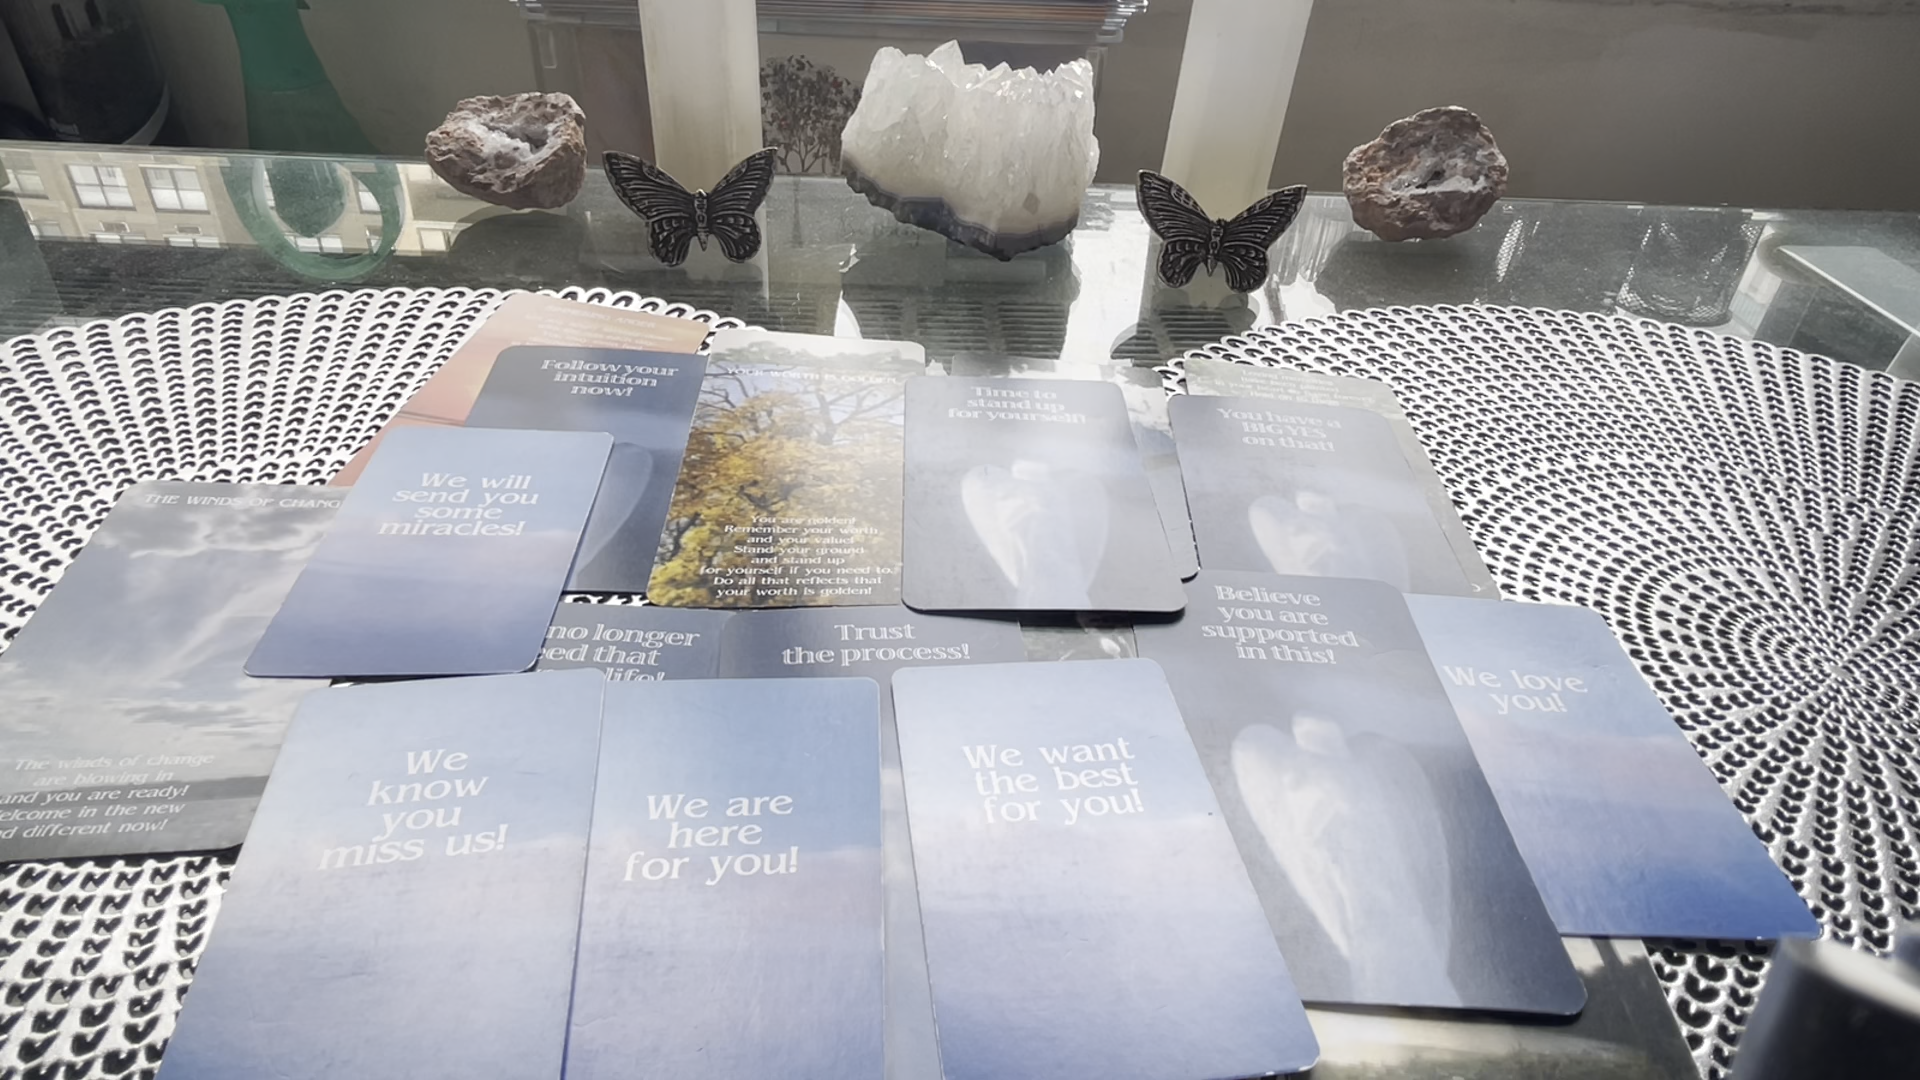 Follow your
intuition
now!
YOUR WORTH IS GOLDEN
You are golden!
Remember your worth
and your value!
Stand your ground
and stand up
for yourself if you need to.
Do all that reflects that
your worth is golden!
Time to
stand up
for yourself!
You have a
BIG YES
on that!
We will
send you
some
miracles!
THE WINDS OF CHANG
The winds of change
are blowing in
and you are ready!
elcome in the new
d different now!
no longer
eed that
life!
Trust
the process!
Believe
you are
supported
in this!
We love
you!
We
know
you
miss us!
We are
here
for you!
We want
the best
for you!